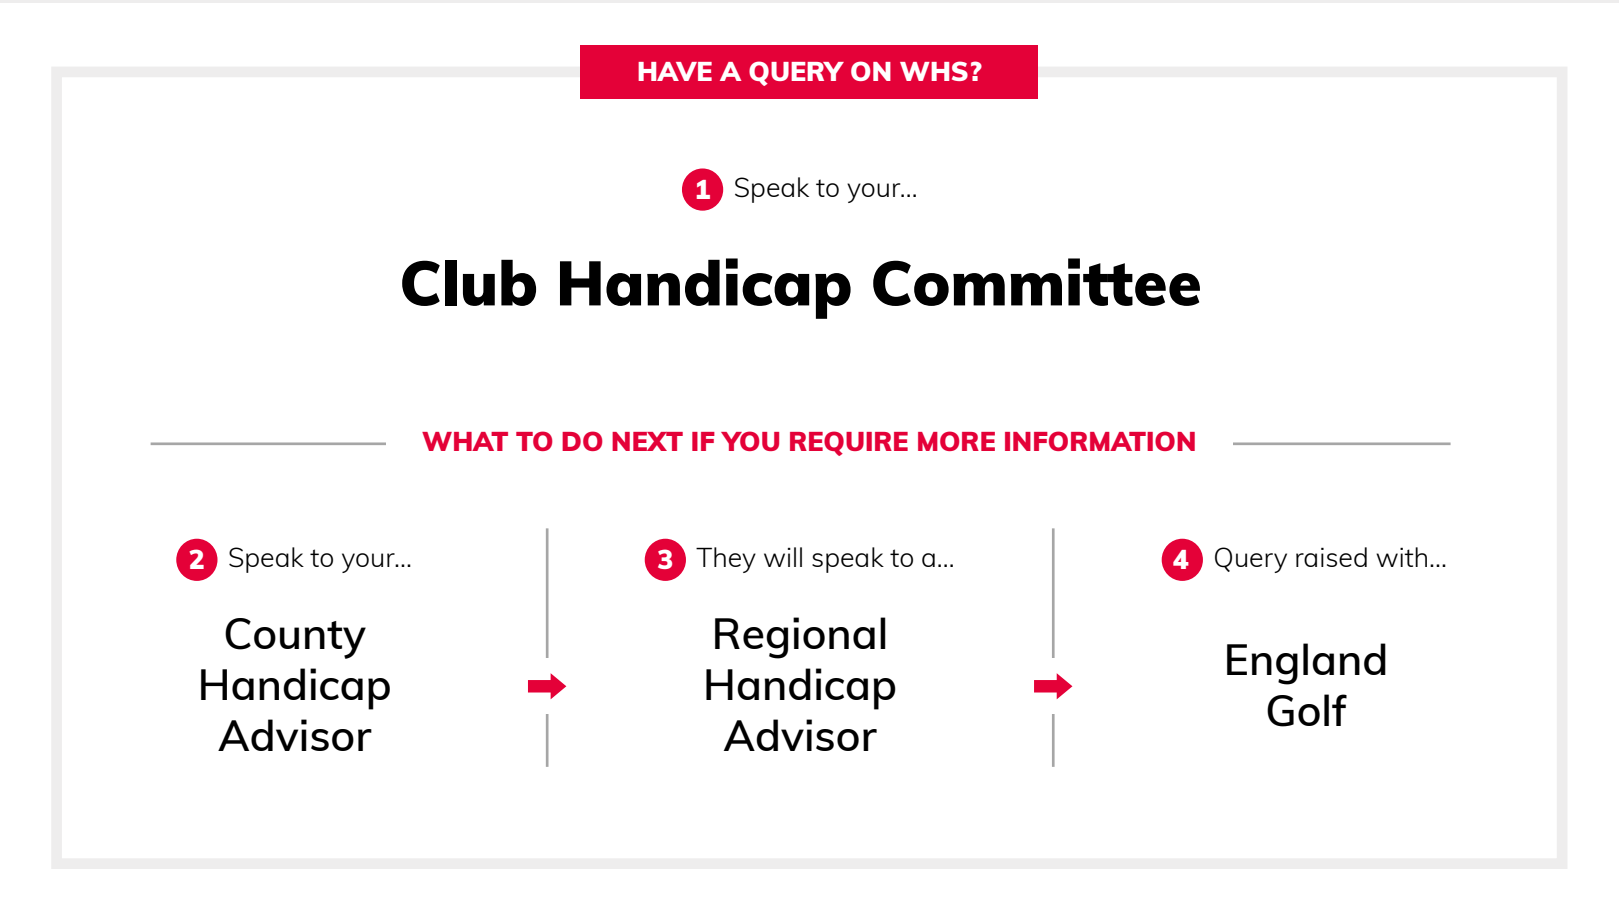 HAVE A QUERY ON WHS?
1 Speak to your...
Club Handicap Committee
WHAT TO DO NEXT IF YOU REQUIRE MORE INFORMATION
2 Speak to your...
County
Handicap
Advisor
3 They will speak to a...
Regional
Handicap
Advisor
4 Query raised with...
England
Golf